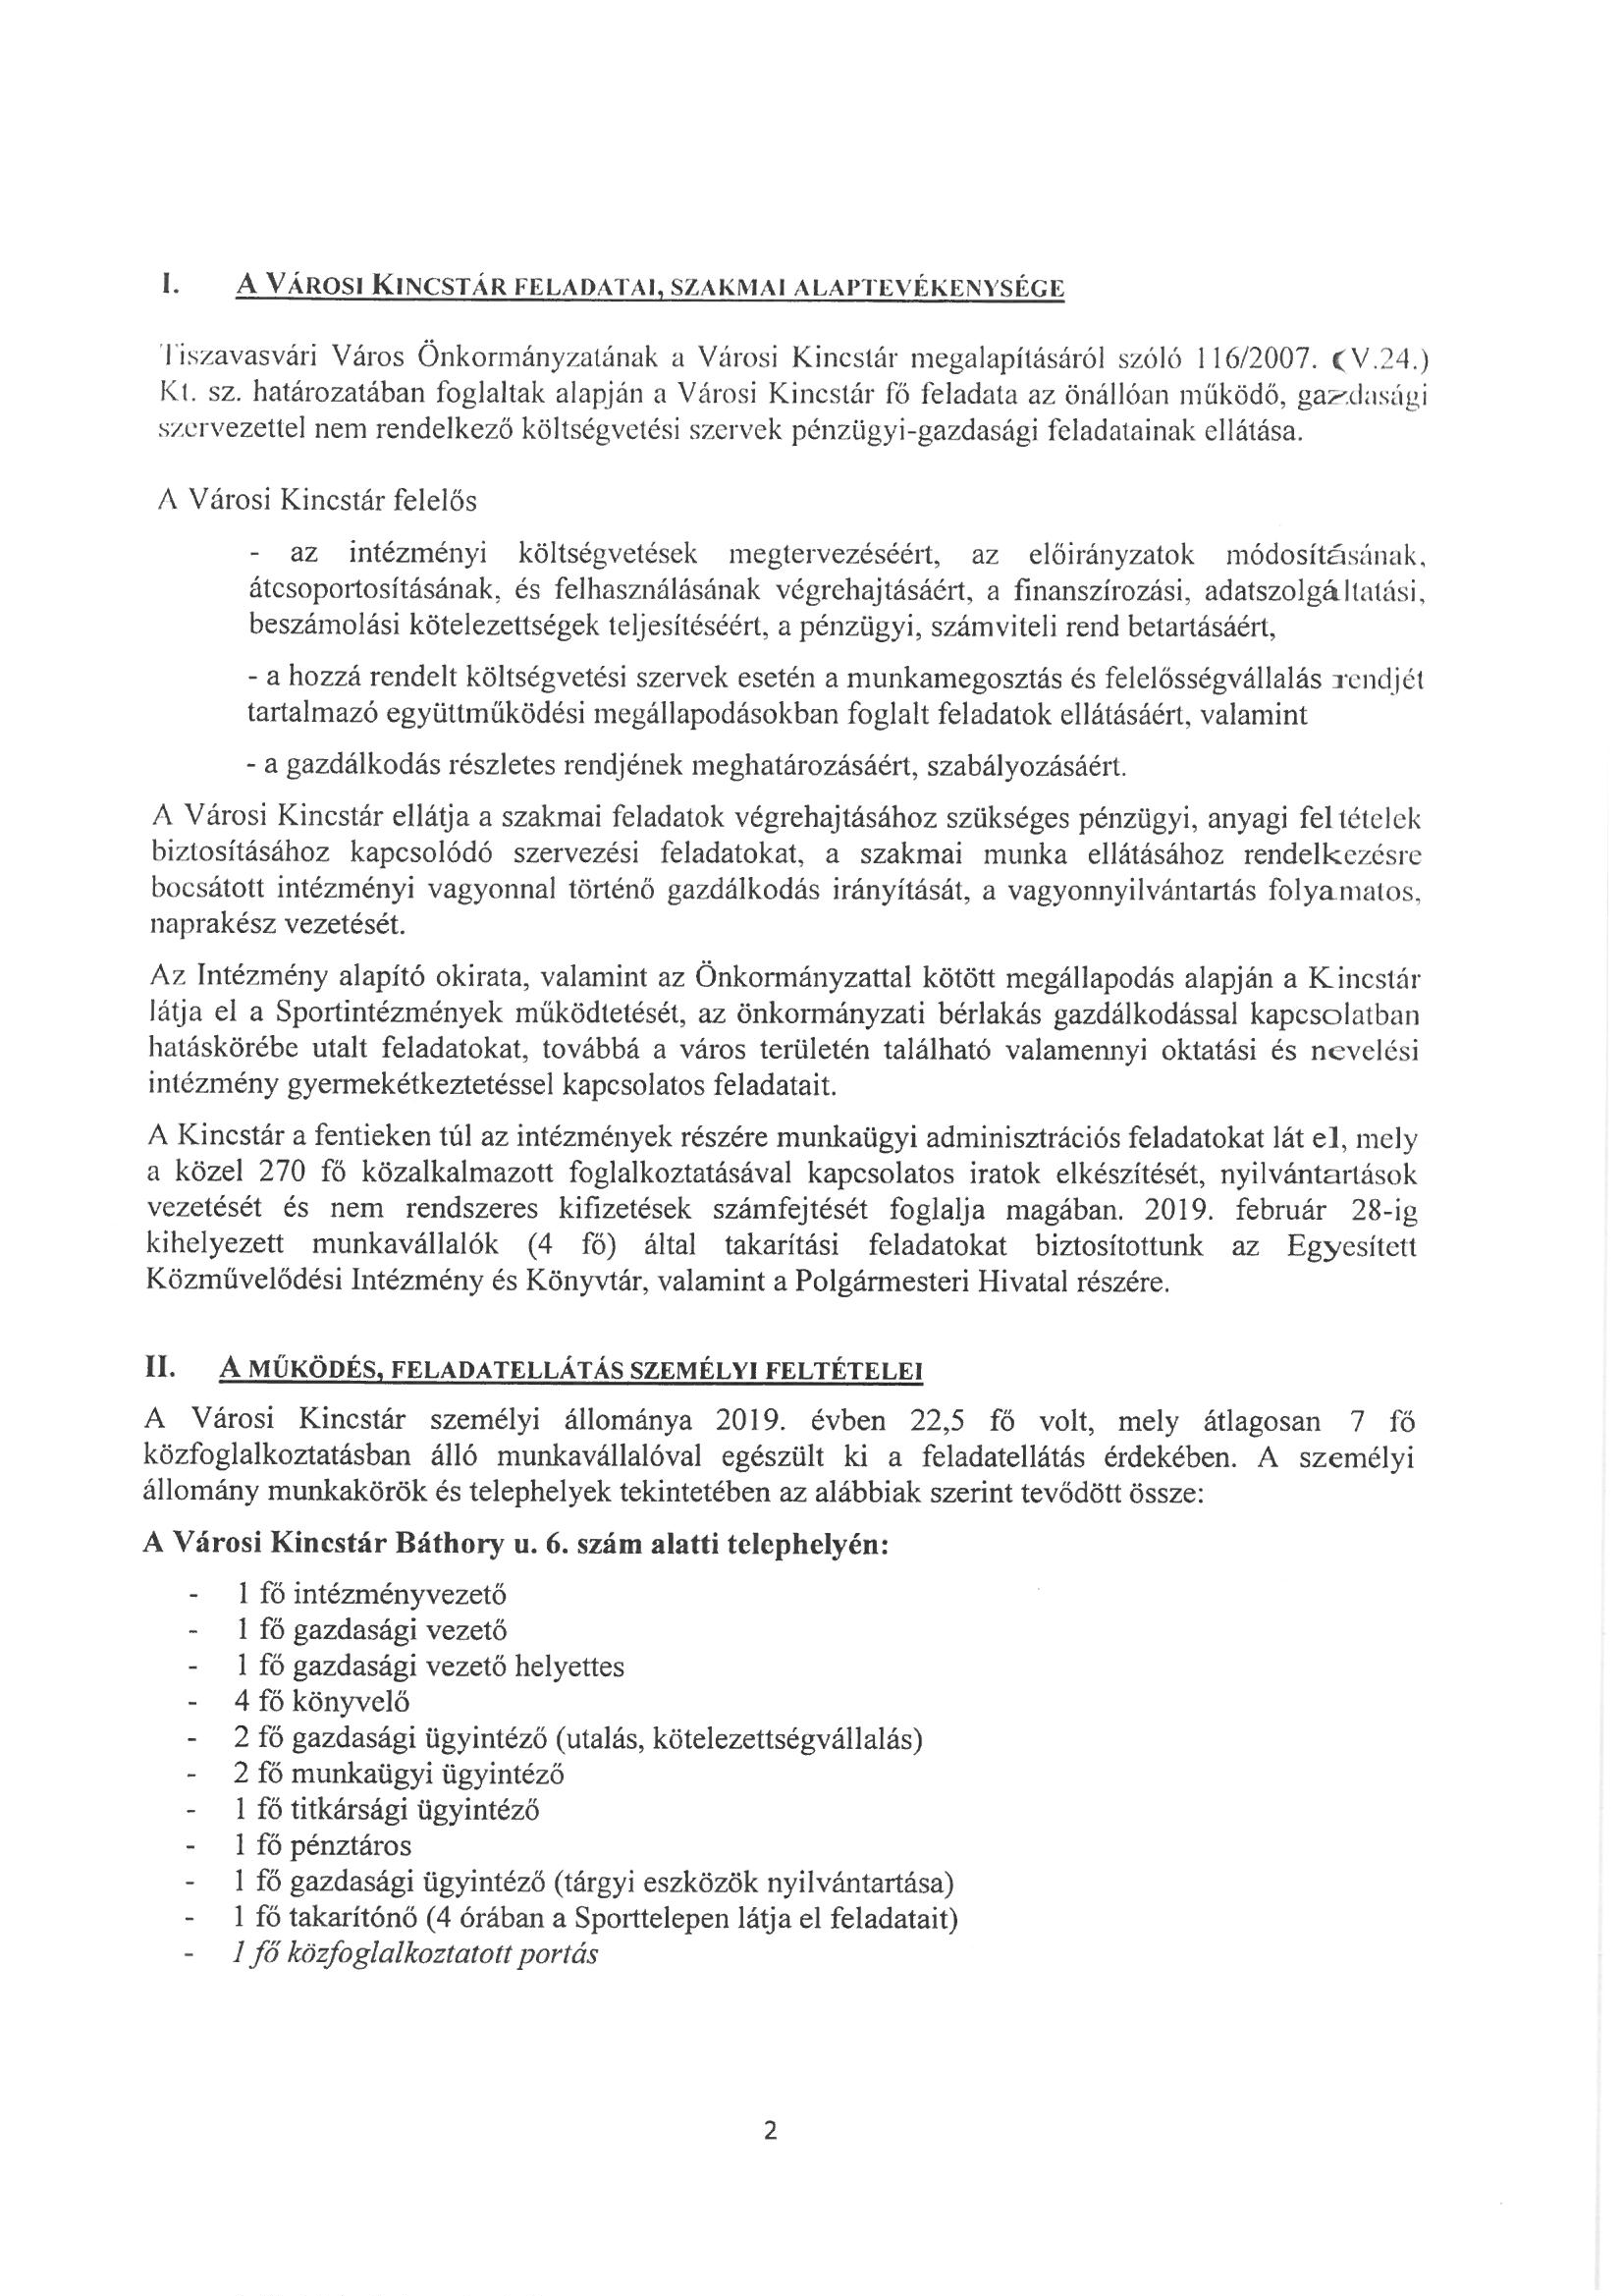 I. A VÁROSI KINCSTÁR FELADATAI, SZAKMAI ALAPTEVÉKENYSÉGE
Tiszavasvári Város Önkormányzatának a Városi Kincstár megalapításáról szóló 116/2007. (V.24.)
Kt. sz. határozatában foglaltak alapján a Városi Kincstár fő feladata az önállóan működő, gazdasági
szervezettel nem rendelkező költségvetési szervek pénzügyi-gazdasági feladatainak ellátása.
A Városi Kincstár felelős
- az intézményi költségvetések megtervezéséért, az előirányzatok módosításának,
átcsoportosításának, és felhasználásának végrehajtásáért, a finanszírozási, adatszolgáltatási,
beszámolási kötelezettségek teljesítéséért, a pénzügyi, számviteli rend betartásáért,
- a hozzá rendelt költségvetési szervek esetén a munkamegosztás és felelősségvállalás rendjét
tartalmazó együttműködési megállapodásokban foglalt feladatok ellátásáért, valamint
- a gazdálkodás részletes rendjének meghatározásáért, szabályozásáért.
A Városi Kincstár ellátja a szakmai feladatok végrehajtásához szükséges pénzügyi, anyagi feltételek
biztosításához kapcsolódó szervezési feladatokat, a szakmai munka ellátásához rendelkezésre
bocsátott intézményi vagyonnal történő gazdálkodás irányítását, a vagyonnyilvántartás folyamatos,
naprakész vezetését.
Az Intézmény alapító okirata, valamint az Önkormányzattal kötött megállapodás alapján a Kincstár
látja el a Sportintézmények működtetését, az önkormányzati bérlakás gazdálkodással kapcsolatban
hatáskörébe utalt feladatokat, továbbá a város területén található valamennyi oktatási és nevelési
intézmény gyermekétkeztetéssel kapcsolatos feladatait.
A Kincstár a fentieken túl az intézmények részére munkaügyi adminisztrációs feladatokat lát el, mely
a közel 270 fő közalkalmazott foglalkoztatásával kapcsolatos iratok elkészítését, nyilvántartások
vezetését és nem rendszeres kifizetések számfejtését foglalja magában. 2019. február 28-ig
kihelyezett munkavállalók (4 fő) által takarítási feladatokat biztosítottunk az Egyesített
Közművelődési Intézmény és Könyvtár, valamint a Polgármesteri Hivatal részére.
II. A MŰKÖDÉS, FELADATELLÁTÁS SZEMÉLYI FELTÉTELEI
A Városi Kincstár személyi állománya 2019. évben 22,5 fő volt, mely átlagosan 7 fő
közfoglalkoztatásban álló munkavállalóval egészült ki a feladatellátás érdekében. A személyi
állomány munkakörök és telephelyek tekintetében az alábbiak szerint tevődött össze:
A Városi Kincstár Báthory u. 6. szám alatti telephelyén:
- 1 fő intézményvezető
- 1 fő gazdasági vezető
- 1 fő gazdasági vezető helyettes
- 4 fő könyvelő
- 2 fő gazdasági ügyintéző (utalás, kötelezettségvállalás)
- 2 fő munkaügyi ügyintéző
- 1 fő titkársági ügyintéző
- 1 fő pénztáros
- 1 fő gazdasági ügyintéző (tárgyi eszközök nyilvántartása)
- 1 fő takarítónő (4 órában a Sporttelepen látja el feladatait)
- 1 fő közfoglalkoztatott portás
2